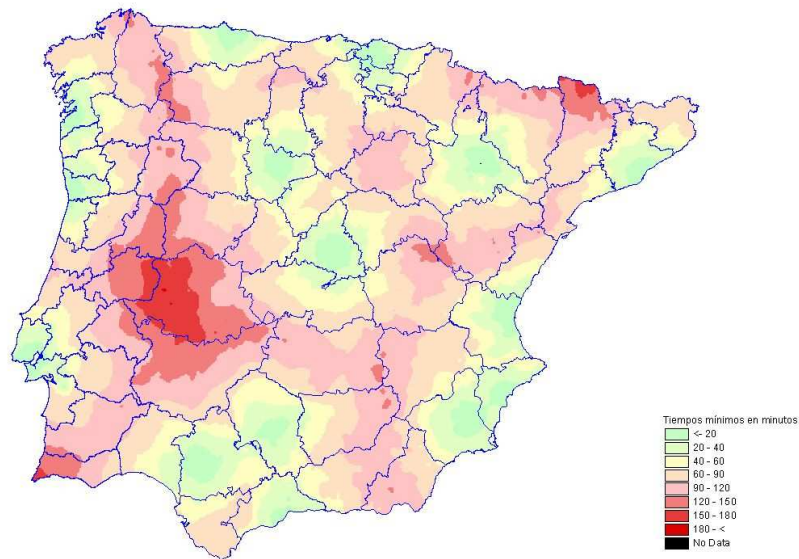 Tiempos mínimos en minutos
<- 20
20 - 40
40 - 60
60 - 90
90 - 120
120 - 150
150 - 180
180 - <
No Data